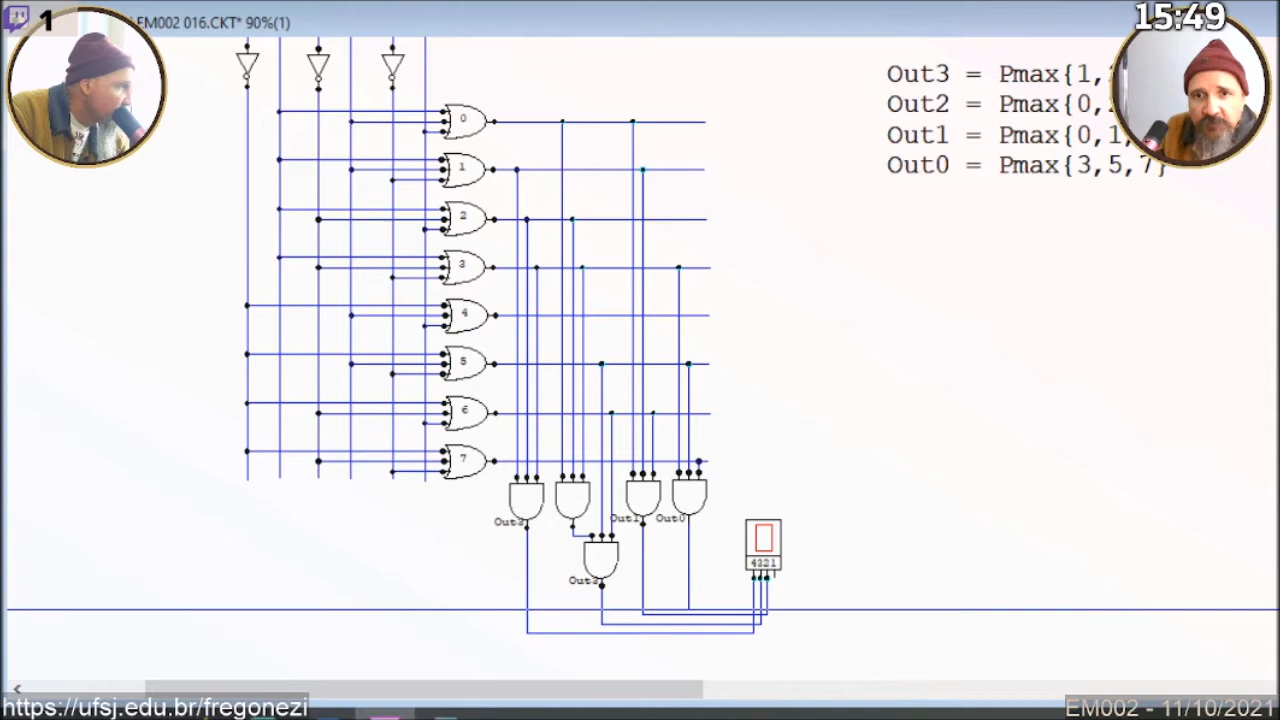 1
EM002 016.CKT* 90%(1)
15:49
Out3 = Pmax{1,
Out2 = Pmax{0,
Out1 = Pmax{0,1,
Out0 = Pmax{3,5,7}
0
1
2
3
4
5
6
7
Out3
Out1
Out0
4321
https://ufsj.edu.br/fregonezi
EM002 - 11/10/2021